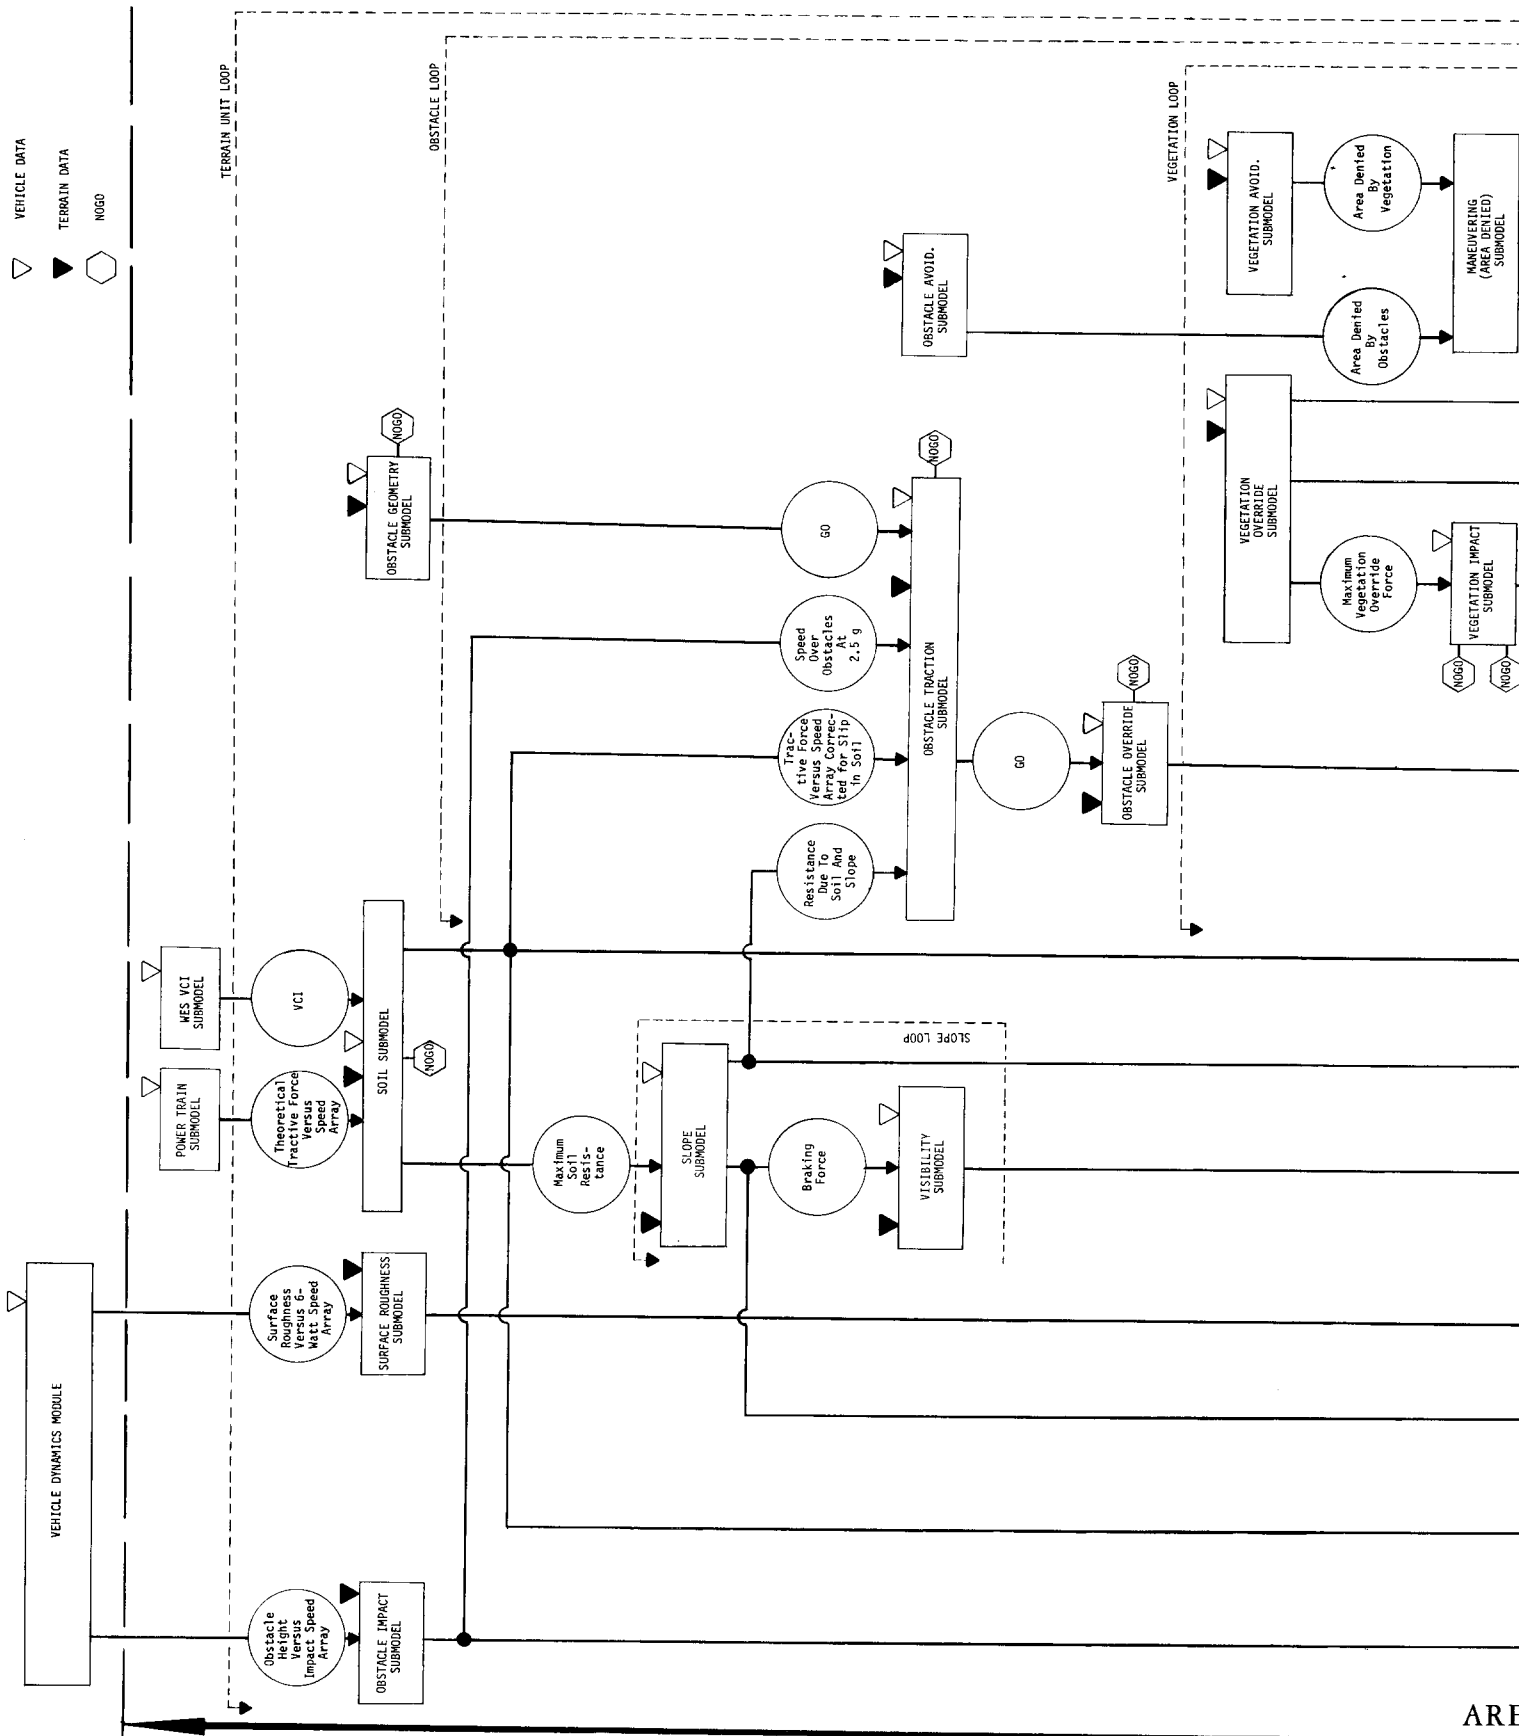 VEHICLE DATA
TERRAIN DATA
NOGO
TERRAIN UNIT LOOP
OBSTACLE LOOP
VEGETATION LOOP
VEHICLE DYNAMICS MODULE
WES VCI
SUBMODEL
POWER TRAIN
SUBMODEL
VCI
Theoretical
Tractive Force
Versus
Speed
Array
Surface
Roughness
Versus 6-
Watt Speed
Array
Obstacle
Height
Versus
Impact Speed
Array
OBSTACLE GEOMETRY
SUBMODEL
NOGO
SOIL SUBMODEL
NOGO
SURFACE ROUGHNESS
SUBMODEL
OBSTACLE IMPACT
SUBMODEL
Maximum
Soil
Resis-
tance
SLOPE
SUBMODEL
SLOPE LOOP
Braking
Force
VISIBILITY
SUBMODEL
GO
Speed
Over
Obstacles
At
2.5 g
Trac-
tive Force
Versus Speed
Array Correc-
ted for Slip
in Soil
Resistance
Due To
Soil And
Slope
OBSTACLE AVOID.
SUBMODEL
OBSTACLE TRACTION
SUBMODEL
NOGO
GO
OBSTACLE OVERRIDE
SUBMODEL
NOGO
VEGETATION AVOID.
SUBMODEL
Area Denied
By
Vegetation
Area Denied
By
Obstacles
MANEUVERING
(AREA DENIED)
SUBMODEL
VEGETATION
OVERRIDE
SUBMODEL
Maximum
Vegetation
Override
Force
VEGETATION IMPACT
SUBMODEL
NOGO
NOGO
ARE